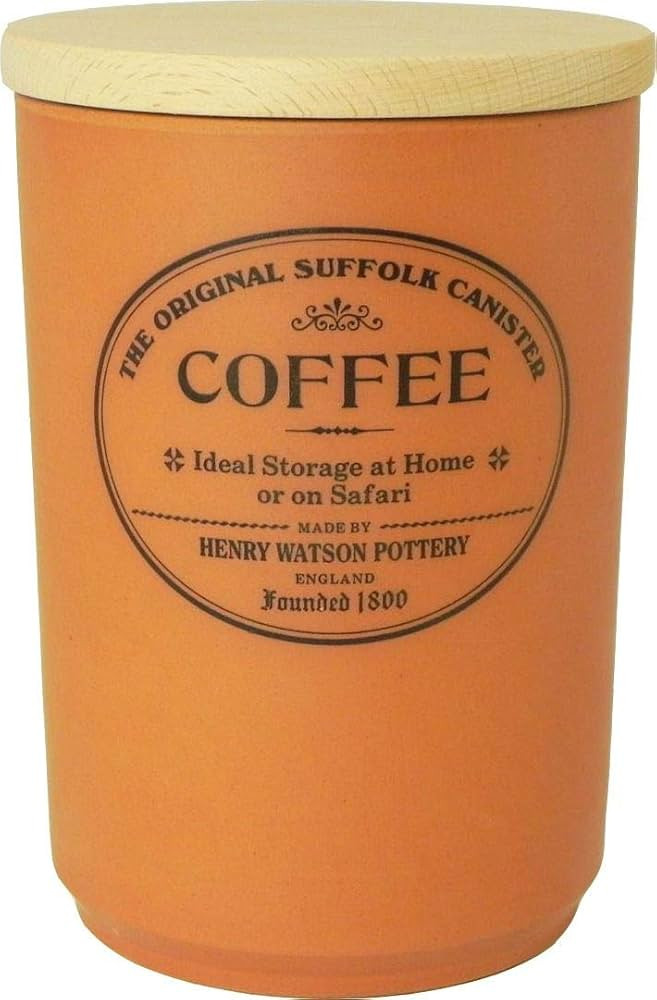 THE ORIGINAL SUFFOLK CANISTER
COFFEE
Ideal Storage at Home
or on Safari
MADE BY
HENRY WATSON POTTERY
ENGLAND
Founded 1800